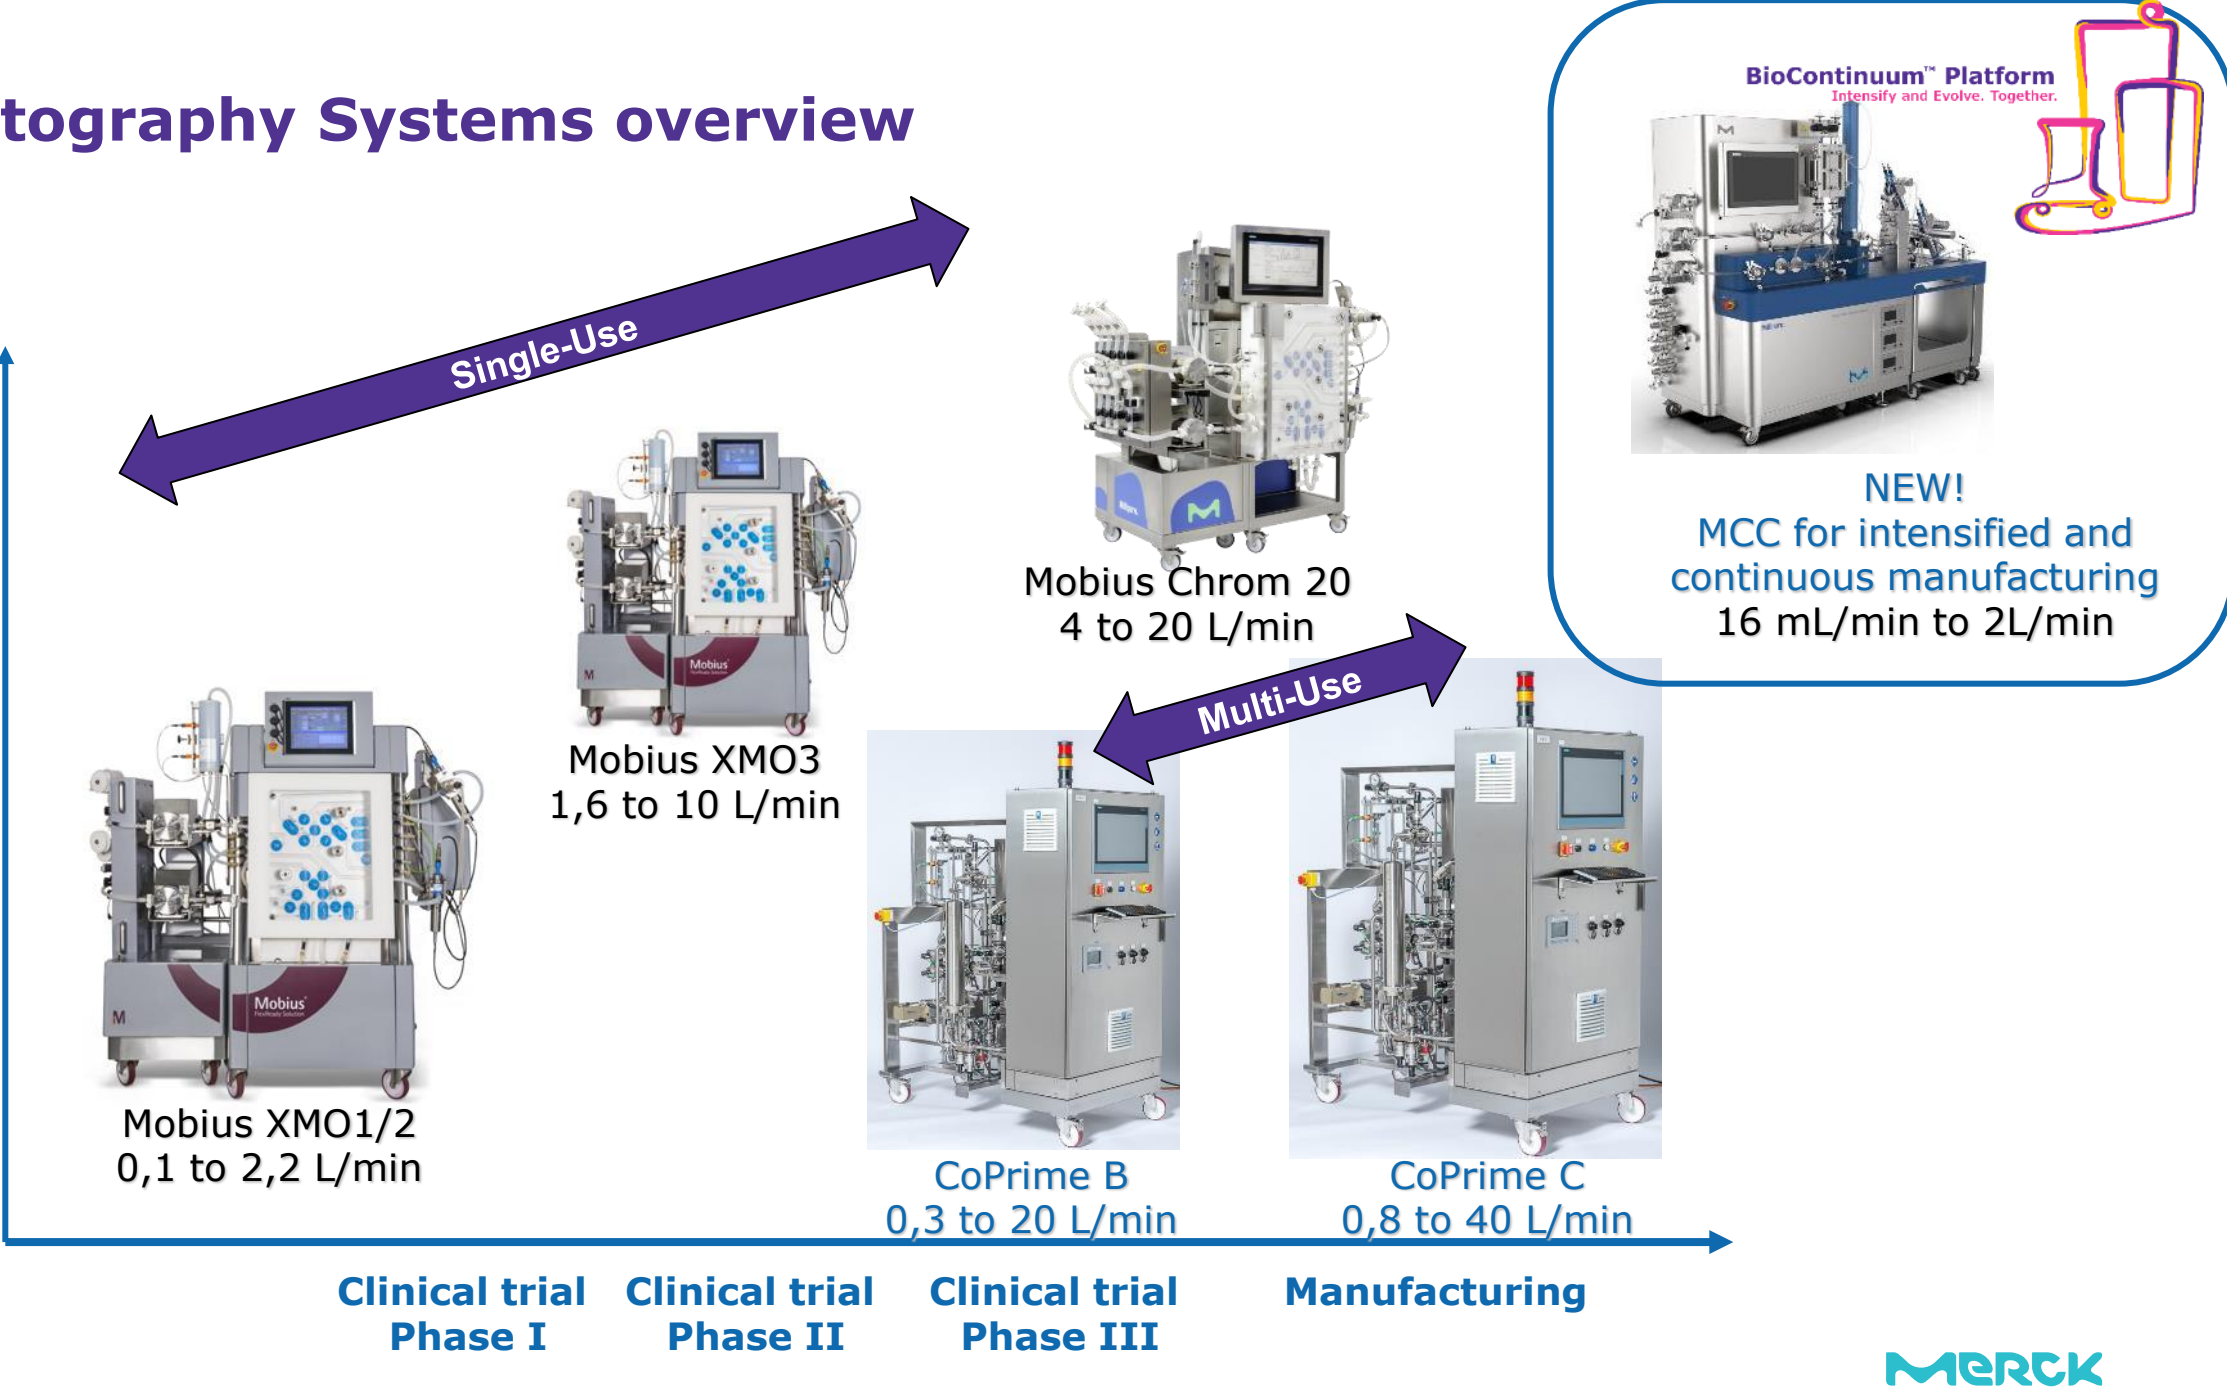 tography Systems overview
BioContinuum™ Platform
Intensify and Evolve. Together.
Single-Use
NEW!
MCC for intensified and
continuous manufacturing
16 mL/min to 2L/min
Mobius Chrom 20
4 to 20 L/min
Multi-Use
Mobius
M
Mobius XMO3
1,6 to 10 L/min
Mobius
M
Mobius XMO1/2
0,1 to 2,2 L/min
CoPrime B
0,3 to 20 L/min
CoPrime C
0,8 to 40 L/min
Clinical trial
Phase I
Clinical trial
Phase II
Clinical trial
Phase III
Manufacturing
MERCK